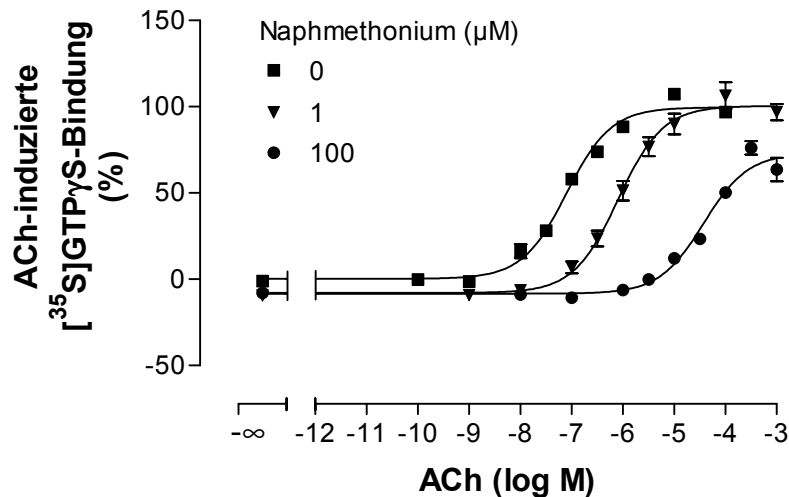 ACh-induzierte
[³⁵S]GTPγS-Bindung
(%)
150
100
50
0
-50
Naphmethonium (µM)
0
1
100
-∞ -12 -11 -10 -9 -8 -7 -6 -5 -4 -3
ACh (log M)